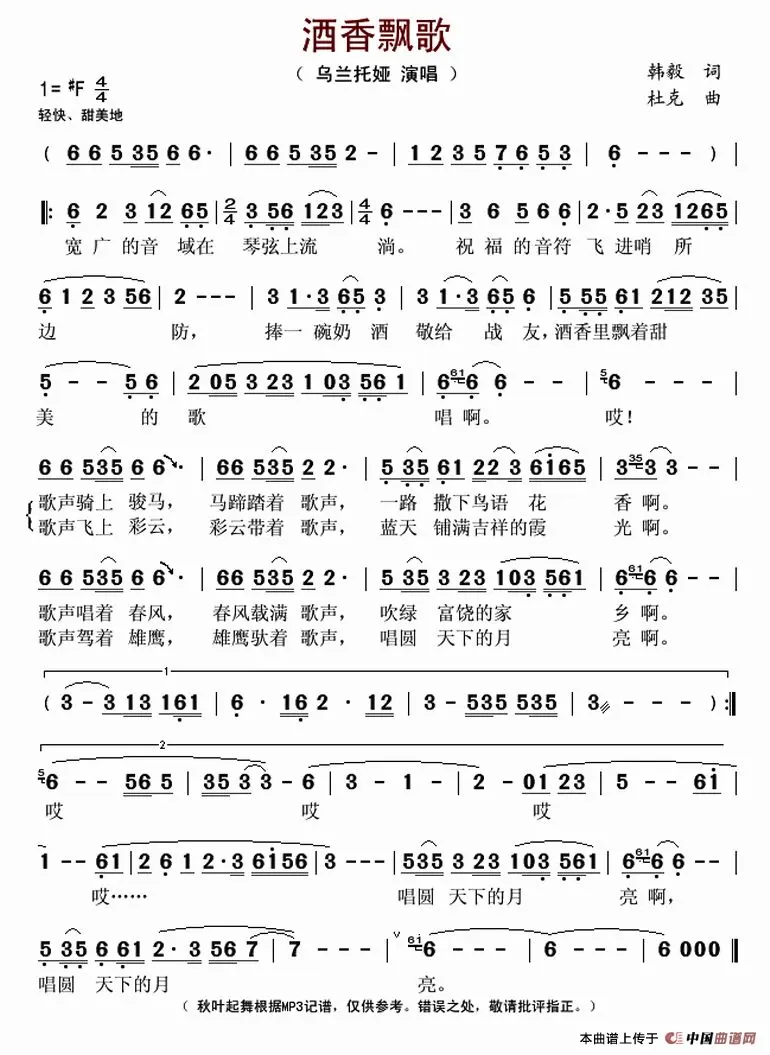 酒香飘歌
（ 乌兰托娅 演唱 ）
1= #F 4/4
韩毅 词
轻快、甜美地
杜克 曲
( 6 6 5 35 6 6· | 6 6 5 35 2 - | 1 2 3 5 7 6 5 3 | 6 - - - ) |
|: 6 2 3 12 65 | 2/4 3 56 123 | 4/4 6 - - - | 3 6 5 66 | 2·5 23 1265 |
宽广的音 域在 琴弦上流 淌。 祝福的音符 飞进哨 所
6 1 2 3 56 | 2 - - - | 3 1·3 65 3 | 3 1·3 65 6 | 5 55 61 212 35 |
边 防， 捧一 碗奶 酒 敬给 战 友，酒香里飘着甜
5 - - 5 6 | 2 05 3 23 1 03 561 | 6 61 6 6 | 5 6 - - |
美 的 歌 唱啊。 哎！
6 6 535 6 6 · | 66 535 2 2· | 5 35 61 22 3 6165 | 3 35 3 3 |
歌声骑上 骏马， 马蹄踏着 歌声， 一路 撒下鸟语 花 香啊。
歌声飞上 彩云， 彩云带着 歌声， 蓝天 铺满吉祥的霞 光啊。
6 6 535 6 6 · | 66 535 2 2· | 535 3 23 103 561 | 6 61 6 6 |
歌声唱着 春风， 春风载满 歌声， 吹绿 富饶的家 乡啊。
歌声驾着 雄鹰， 雄鹰驮着 歌声， 唱圆 天下的月 亮啊。
1
( 3 - 3 13 161 | 6 · 16 2 · 12 | 3 - 535 535 | 3 - - - ) :|
2
5 6 - - 56 5 | 35 3 3 - 6 | 3 - 1 - | 2 - 01 23 | 5 - - 6i |
哎 哎 哎
1 - - 61 | 2 6 1 2·3 6156 | 3 - - | 535 3 23 103 561 | 6 61 6 6 - |
哎…… 唱圆 天下的月 亮啊，
5 35 6 61 2· 3 56 7 | 7 - - | v 6i 6 - - | 6 - - | 6 000 ‖
唱圆 天下的月 亮。
（ 秋叶起舞根据MP3记谱，仅供参考。错误之处，敬请批评指正。）
本曲谱上传于 中国曲谱网